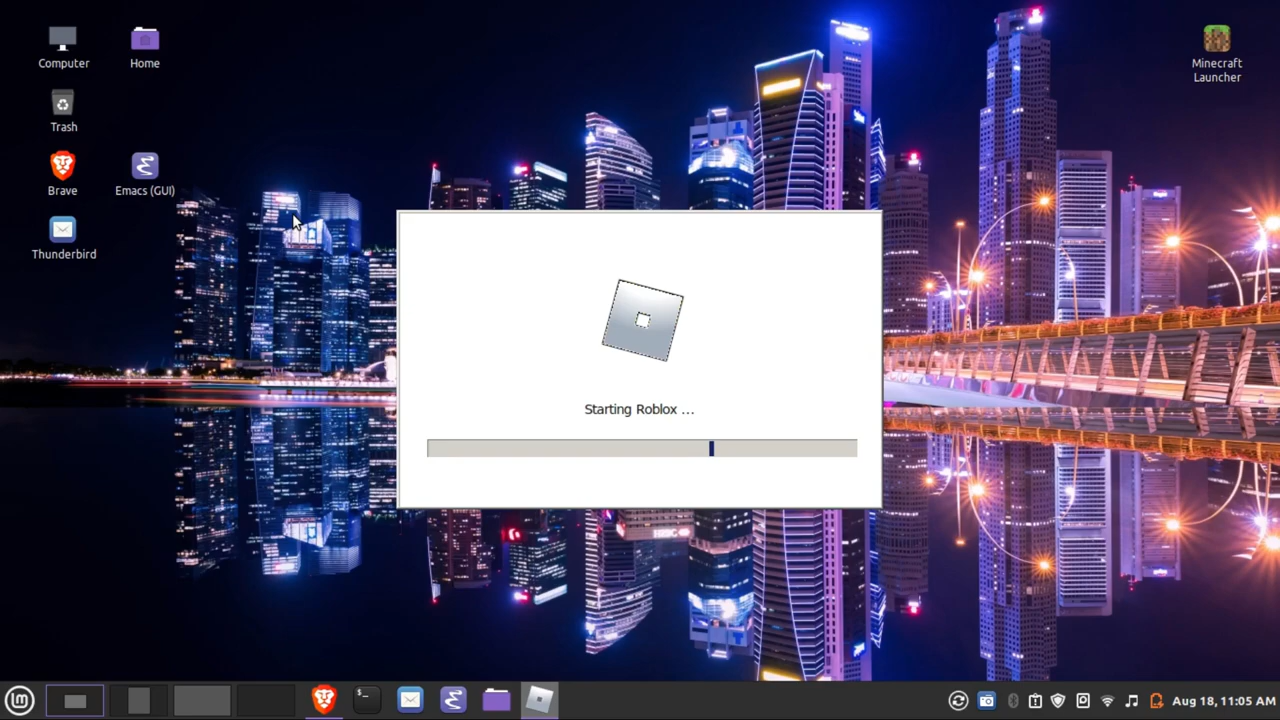 Computer
Home
Minecraft
Launcher
Trash
Brave
Emacs (GUI)
Thunderbird
Starting Roblox ...
Aug 18, 11:05 AM